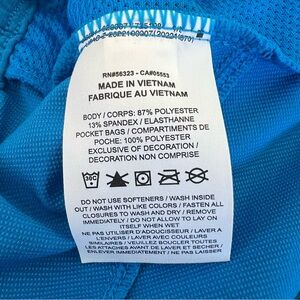 RN#56323 - CA#05553
MADE IN VIETNAM
FABRIQUE AU VIETNAM
BODY / CORPS: 87% POLYESTER
13% SPANDEX / ELASTHANNE
POCKET BAGS / COMPARTIMENTS DE
POCHE: 100% POLYESTER
EXCLUSIVE OF DECORATION /
DECORATION NON COMPRISE
30C
DO NOT USE SOFTENERS / WASH INSIDE
OUT / WASH WITH LIKE COLORS / FASTEN ALL
CLOSURES TO WASH AND DRY / REMOVE
IMMEDIATELY / DO NOT ALLOW TO LAY ON
ITSELF WHEN WET
NE PAS UTILISER D'ADOUCISSEUR / LAVER A
L'ENVERS / LAVER AVEC COULEURS
SIMILAIRES / VEUILLEZ BOUCLER TOUTES
LES ATTACHES AVANT LAVER ET SECHER /
ENLEVER IMMEDIATEMENT / NE PAS